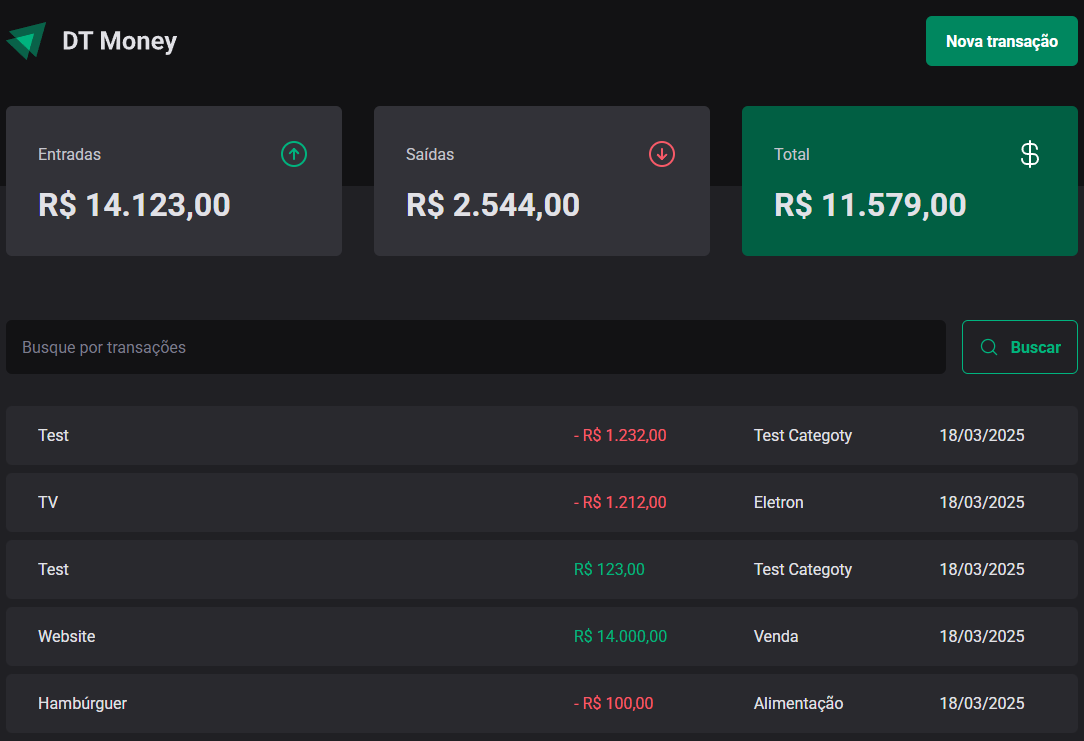 DT Money
Nova transação
Entradas
Saídas
Total
R$ 14.123,00
R$ 2.544,00
R$ 11.579,00
Busque por transações
Buscar
Test - R$ 1.232,00 Test Categoty 18/03/2025
TV - R$ 1.212,00 Eletron 18/03/2025
Test R$ 123,00 Test Categoty 18/03/2025
Website R$ 14.000,00 Venda 18/03/2025
Hambúrguer - R$ 100,00 Alimentação 18/03/2025